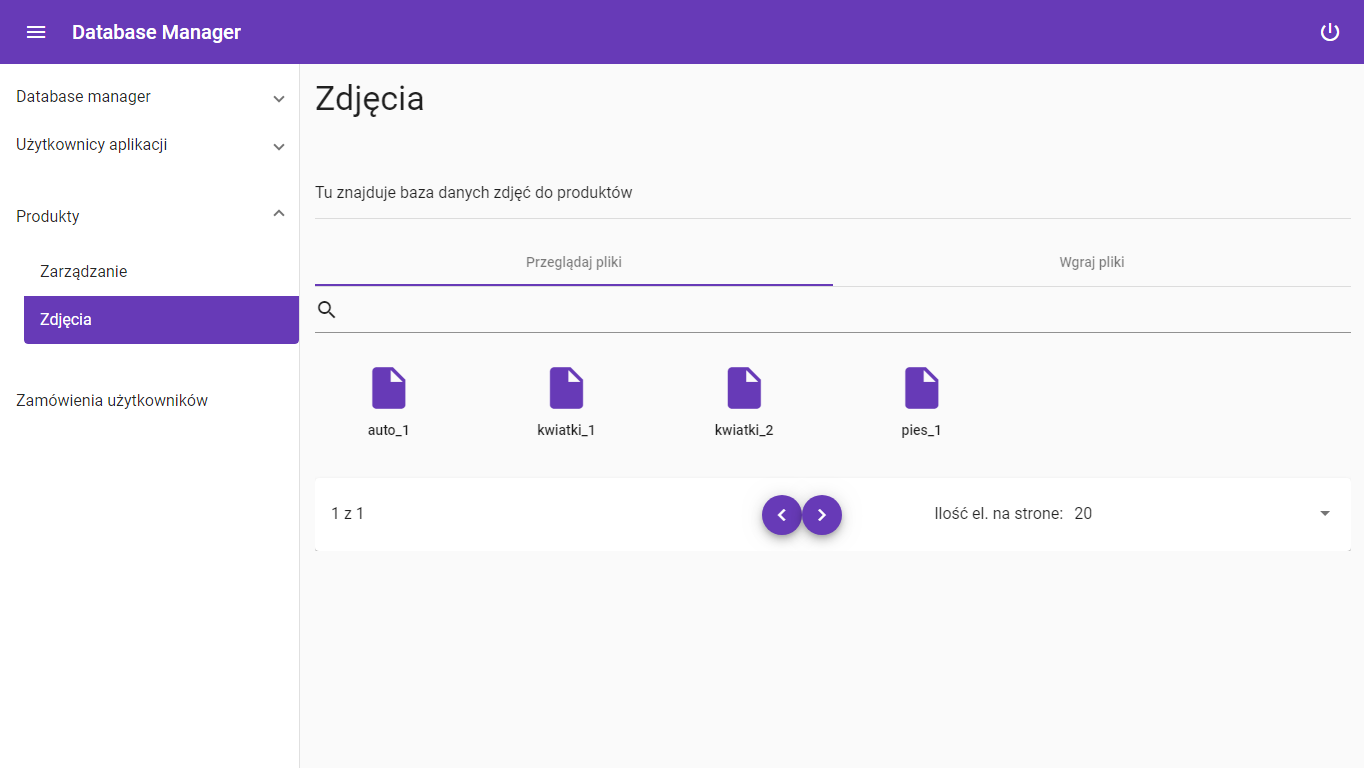 Database Manager
Database manager
Użytkownicy aplikacji
Produkty
Zarządzanie
Zdjęcia
Zamówienia użytkowników
Zdjęcia
Tu znajduje baza danych zdjęć do produktów
Przeglądaj pliki
Wgraj pliki
auto_1
kwiatki_1
kwiatki_2
pies_1
1 z 1
Ilość el. na strone: 20